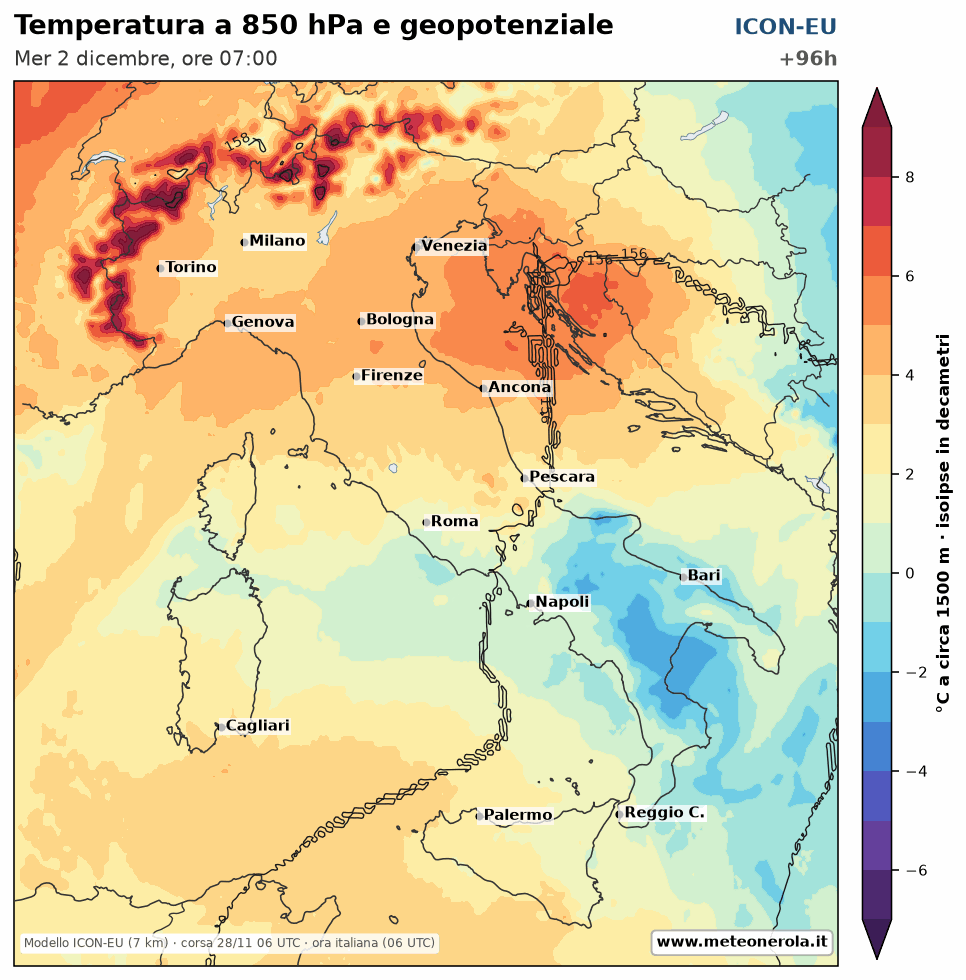 Temperatura a 850 hPa e geopotenziale
ICON-EU
Mer 2 dicembre, ore 07:00
+96h
158
8
Milano
Venezia
156 156
Torino
6
Genova
Bologna
4
Firenze
Ancona
2
Pescara
Roma
0
Bari
Napoli
−2
Cagliari
−4
Palermo
Reggio C.
−6
°C a circa 1500 m · isoipse in decametri
Modello ICON-EU (7 km) · corsa 28/11 06 UTC · ora italiana (06 UTC)
www.meteonerola.it